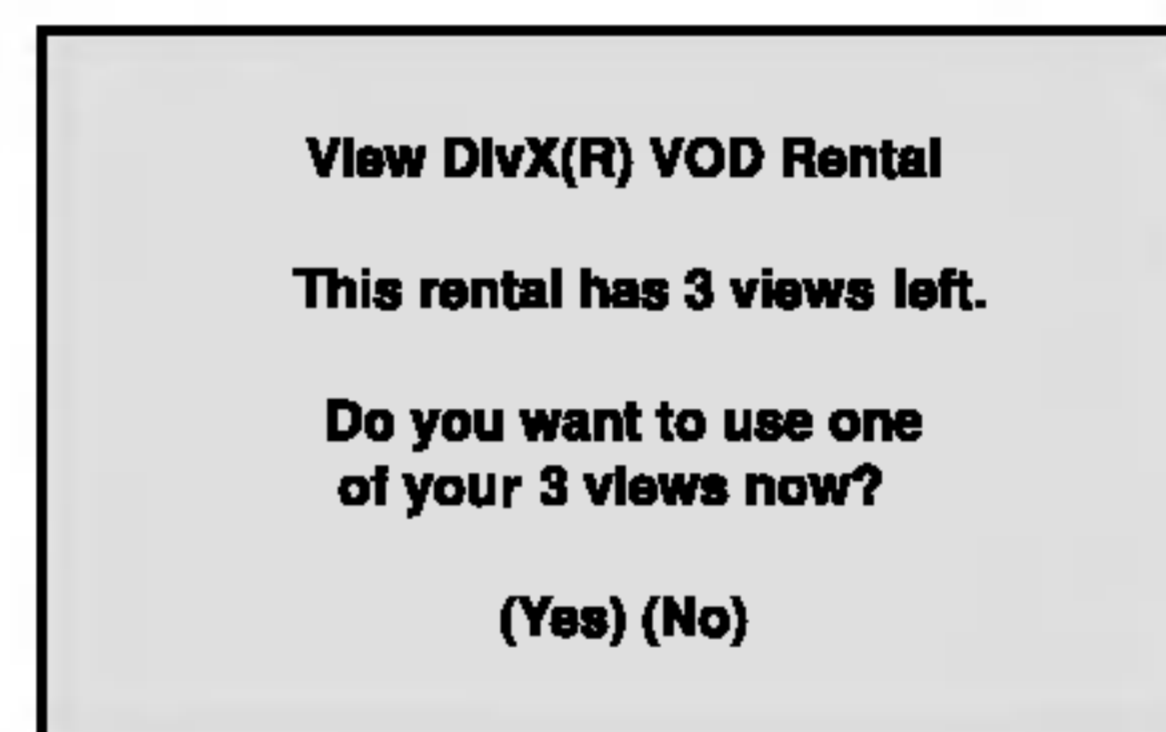 View DivX(R) VOD Rental
This rental has 3 views left.
Do you want to use one
of your 3 views now?
(Yes) (No)